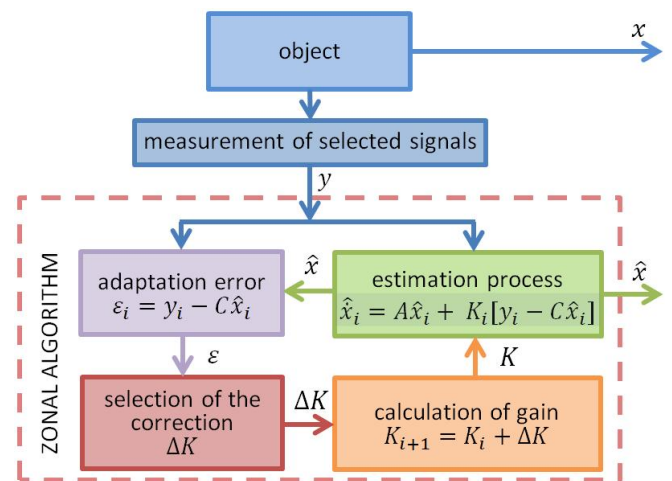 object
x
measurement of selected signals
y
ZONAL ALGORITHM
adaptation error
εᵢ = yᵢ − Cx̂ᵢ
x̂
estimation process
x̂̇ᵢ = Ax̂ᵢ + Kᵢ[yᵢ − Cx̂ᵢ]
x̂
ε
K
selection of the
correction
ΔK
ΔK
calculation of gain
Kᵢ₊₁ = Kᵢ + ΔK